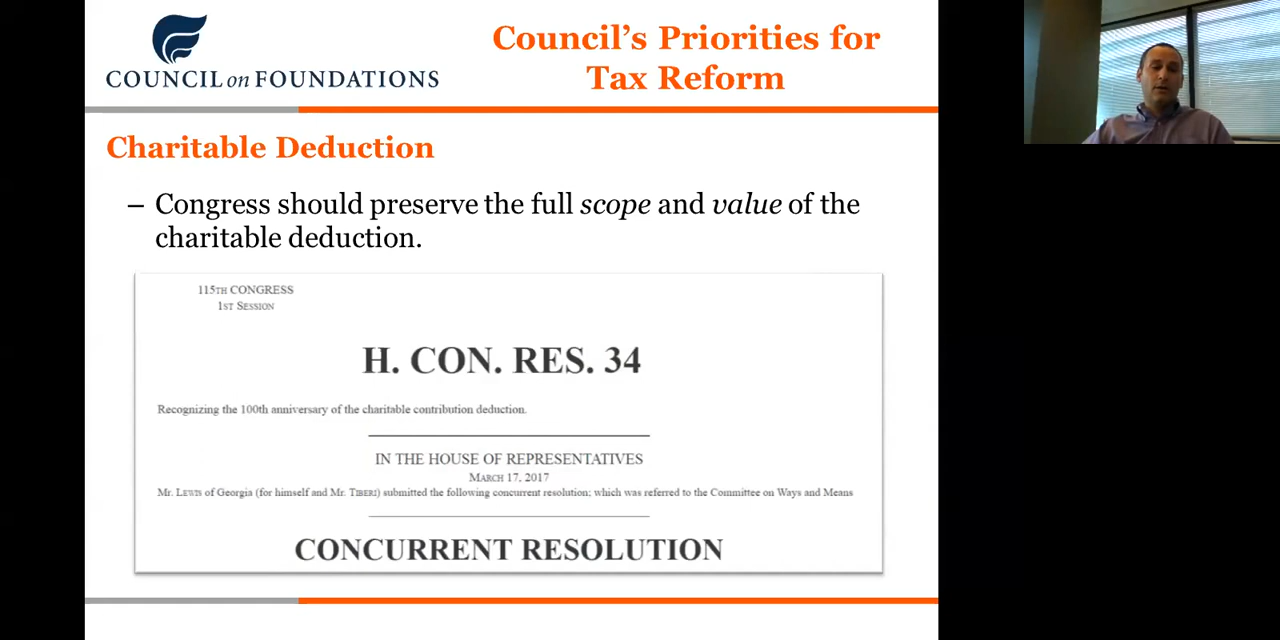 COUNCIL on FOUNDATIONS
Council’s Priorities for
Tax Reform
Charitable Deduction
– Congress should preserve the full scope and value of the
charitable deduction.
115TH CONGRESS
1ST SESSION
H. CON. RES. 34
Recognizing the 100th anniversary of the charitable contribution deduction.
IN THE HOUSE OF REPRESENTATIVES
MARCH 17, 2017
Mr. LEWIS of Georgia (for himself and Mr. TIBERI) submitted the following concurrent resolution; which was referred to the Committee on Ways and Means
CONCURRENT RESOLUTION